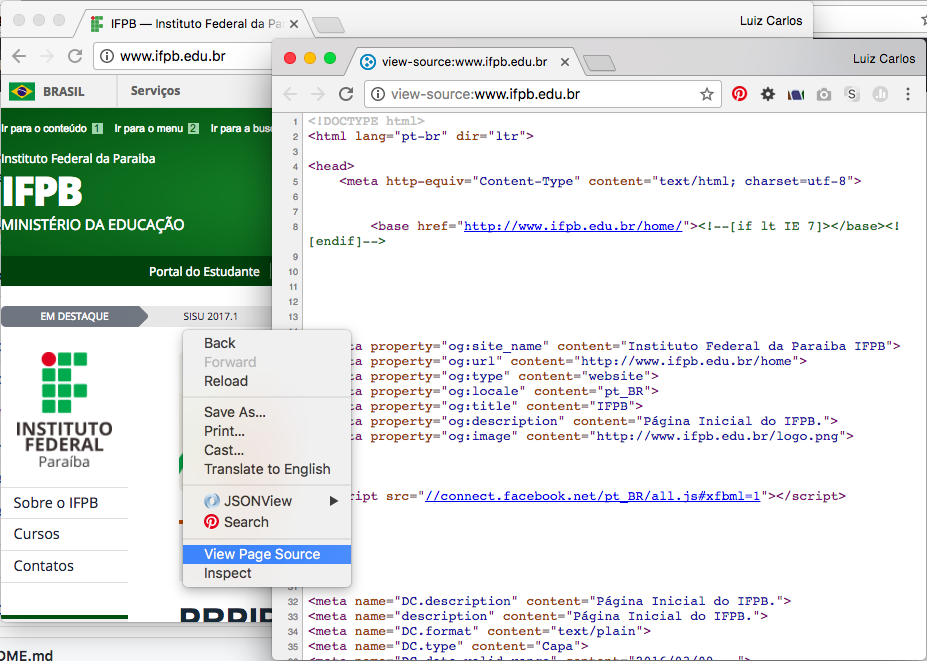 IFPB — Instituto Federal da Pa
Luiz Carlos
www.ifpb.edu.br
BRASIL
Serviços
Ir para o conteúdo 1 Ir para o menu 2 Ir para a bus
Instituto Federal da Paraiba
IFPB
MINISTÉRIO DA EDUCAÇÃO
Portal do Estudante
EM DESTAQUE
SISU 2017.1
INSTITUTO
FEDERAL
Paraíba
Sobre o IFPB
Cursos
Contatos
OME.md
Back
Forward
Reload
Save As...
Print...
Cast...
Translate to English
JSONView
Search
View Page Source
Inspect
view-source:www.ifpb.edu.br
Luiz Carlos
view-source:www.ifpb.edu.br
S
1 <!DOCTYPE html>
2 <html lang="pt-br" dir="ltr">
3
4 <head>
5 <meta http-equiv="Content-Type" content="text/html; charset=utf-8">
6
7
8 <base href="http://www.ifpb.edu.br/home/"><!--[if lt IE 7]></base><!
[endif]-->
9
10
11
12
13
ta property="og:site_name" content="Instituto Federal da Paraiba IFPB">
ta property="og:url" content="http://www.ifpb.edu.br/home">
ta property="og:type" content="website">
ta property="og:locale" content="pt_BR">
ta property="og:title" content="IFPB">
ta property="og:description" content="Página Inicial do IFPB.">
ta property="og:image" content="http://www.ifpb.edu.br/logo.png">
ript src="//connect.facebook.net/pt_BR/all.js#xfbml=1"></script>
32 <meta name="DC.description" content="Página Inicial do IFPB.">
33 <meta name="description" content="Página Inicial do IFPB.">
34 <meta name="DC.format" content="text/plain">
35 <meta name="DC.type" content="Capa">